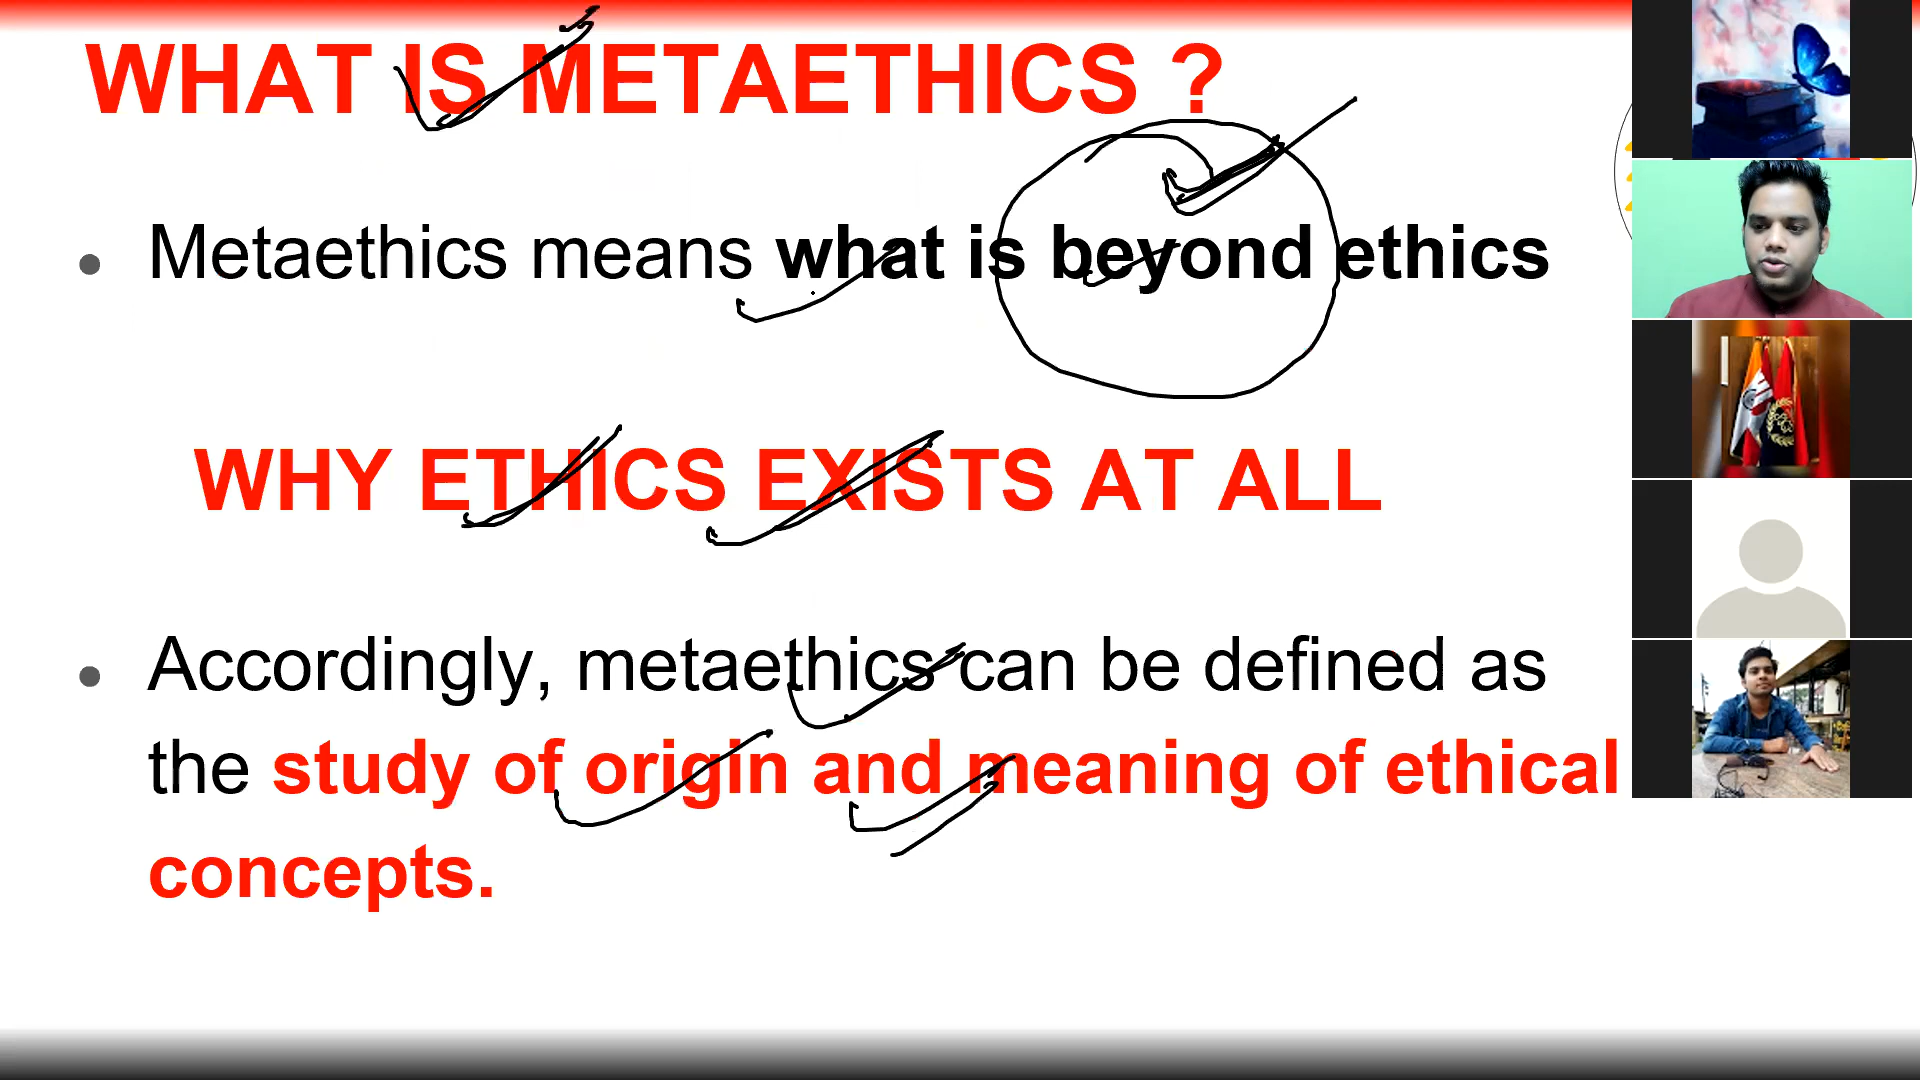 WHAT IS METAETHICS ?
Metaethics means what is beyond ethics
WHY ETHICS EXISTS AT ALL
Accordingly, metaethics can be defined as
the study of origin and meaning of ethical
concepts.